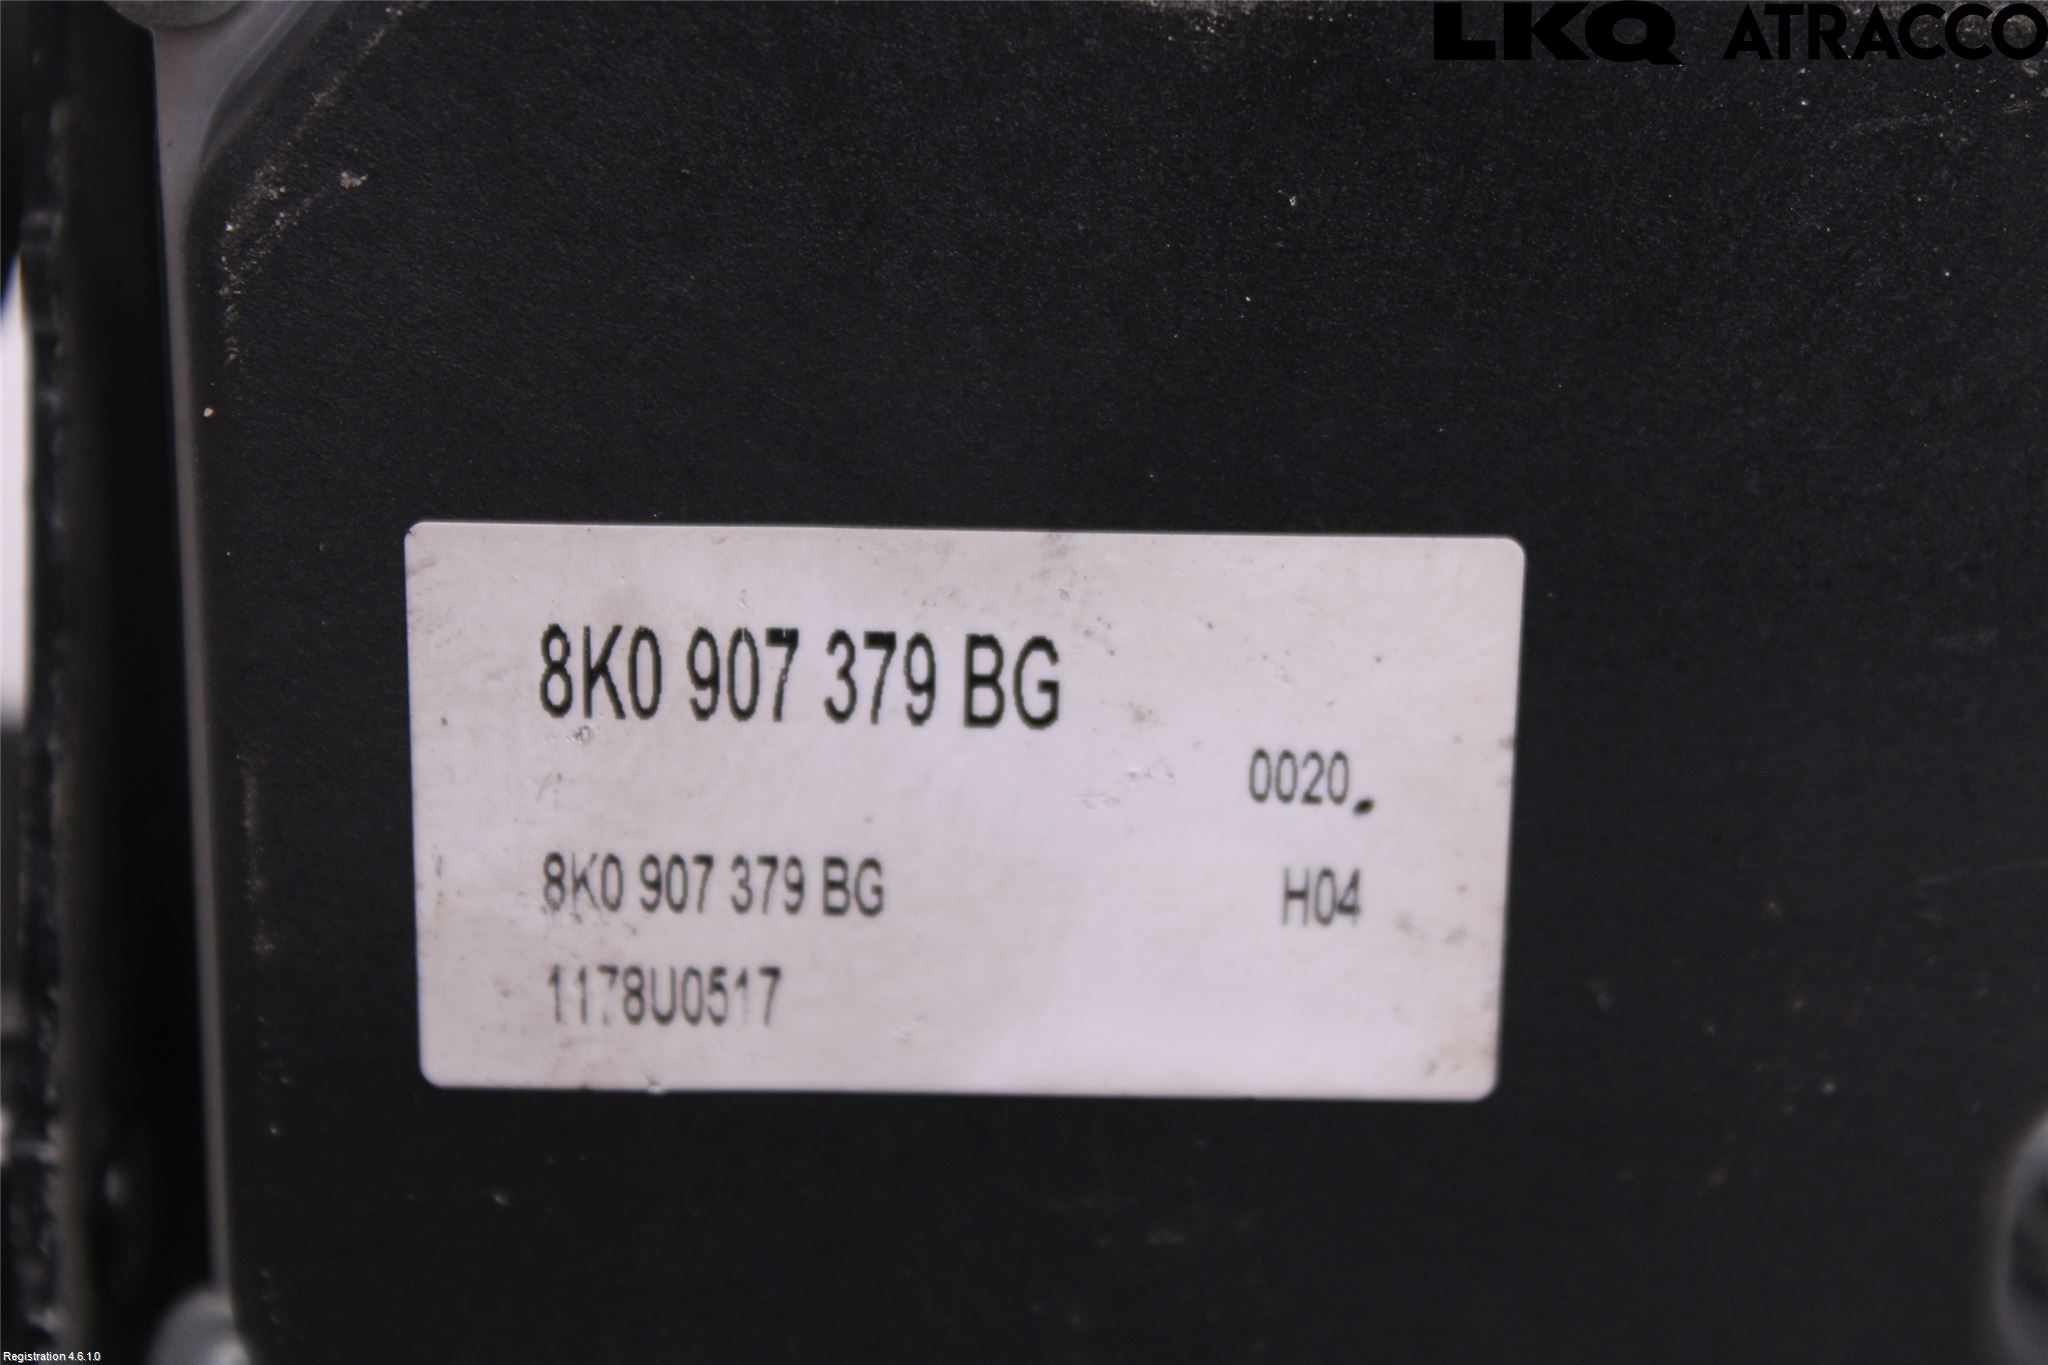 LKQ ATRACCO
8K0 907 379 BG
0020.
8K0 907 379 BG H04
1178U0517
Registration 4.6.1.0